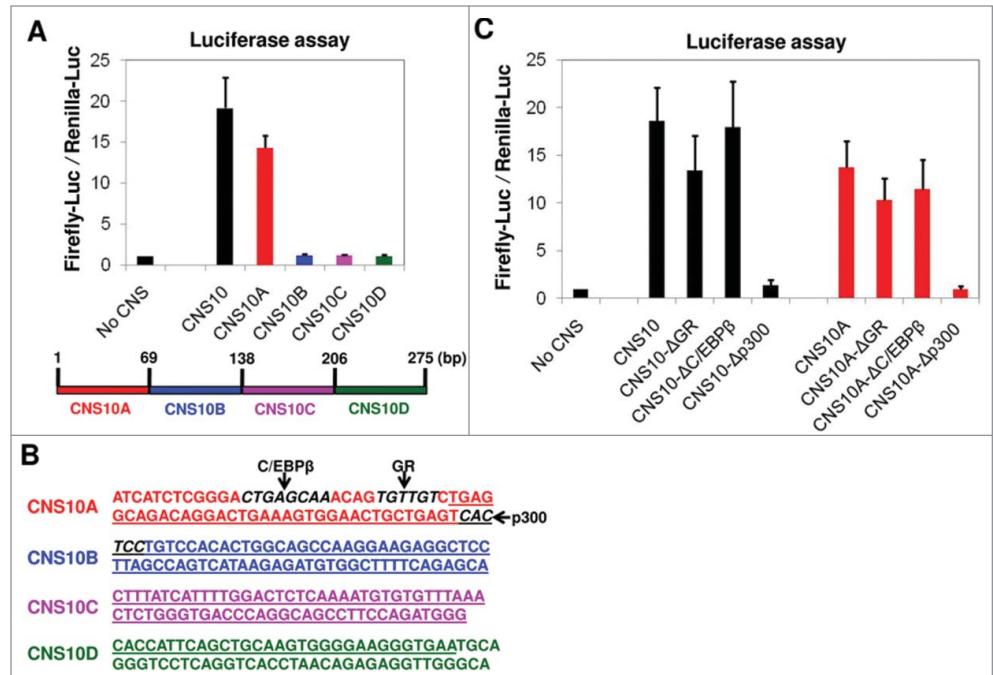 A
Luciferase assay
Firefly-Luc / Renilla-Luc
25
20
15
10
5
0
No CNS
CNS10
CNS10A
CNS10B
CNS10C
CNS10D
1 69 138 206 275 (bp)
CNS10A CNS10B CNS10C CNS10D
C
Luciferase assay
Firefly-Luc / Renilla-Luc
25
20
15
10
5
0
No CNS
CNS10
CNS10-ΔGR
CNS10-ΔC/EBPβ
CNS10-Δp300
CNS10A
CNS10A-ΔGR
CNS10A-ΔC/EBPβ
CNS10A-Δp300
B
C/EBPβ GR
CNS10A
ATCATCTCGGGACTGAGCAAACAGTGTTGTCTGAG
GCAGACAGGACTGAAAGTGGAACTGCTGAGTCAC
p300
CNS10B
TCCTGTCCACACTGGCAGCCAAGGAAGAGGCTCC
TTAGCCAGTCATAAGAGATGTGGCTTTTCAGAGCA
CNS10C
CTTTATCATTTTGGACTCTCAAAATGTGTGTTTAAA
CTCTGGGTGACCCAGGCAGCCTTCCAGATGGG
CNS10D
CACCATTCAGCTGCAAGTGGGGAAGGGTGAATGCA
GGGTCCTCAGGTCACCTAACAGAGAGGTTGGGCA